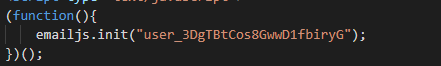 (function(){
emailjs.init("user_3DgTBtCos8GwwD1fbiryG");
})();